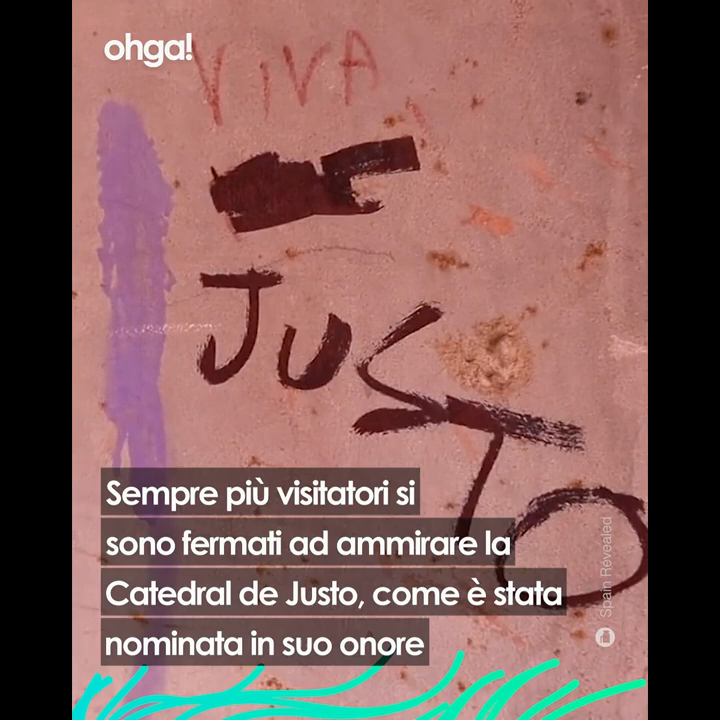 ohga!
VIVA
JUSTO
Sempre più visitatori si
sono fermati ad ammirare la
Catedral de Justo, come è stata
nominata in suo onore
Spain Revealed